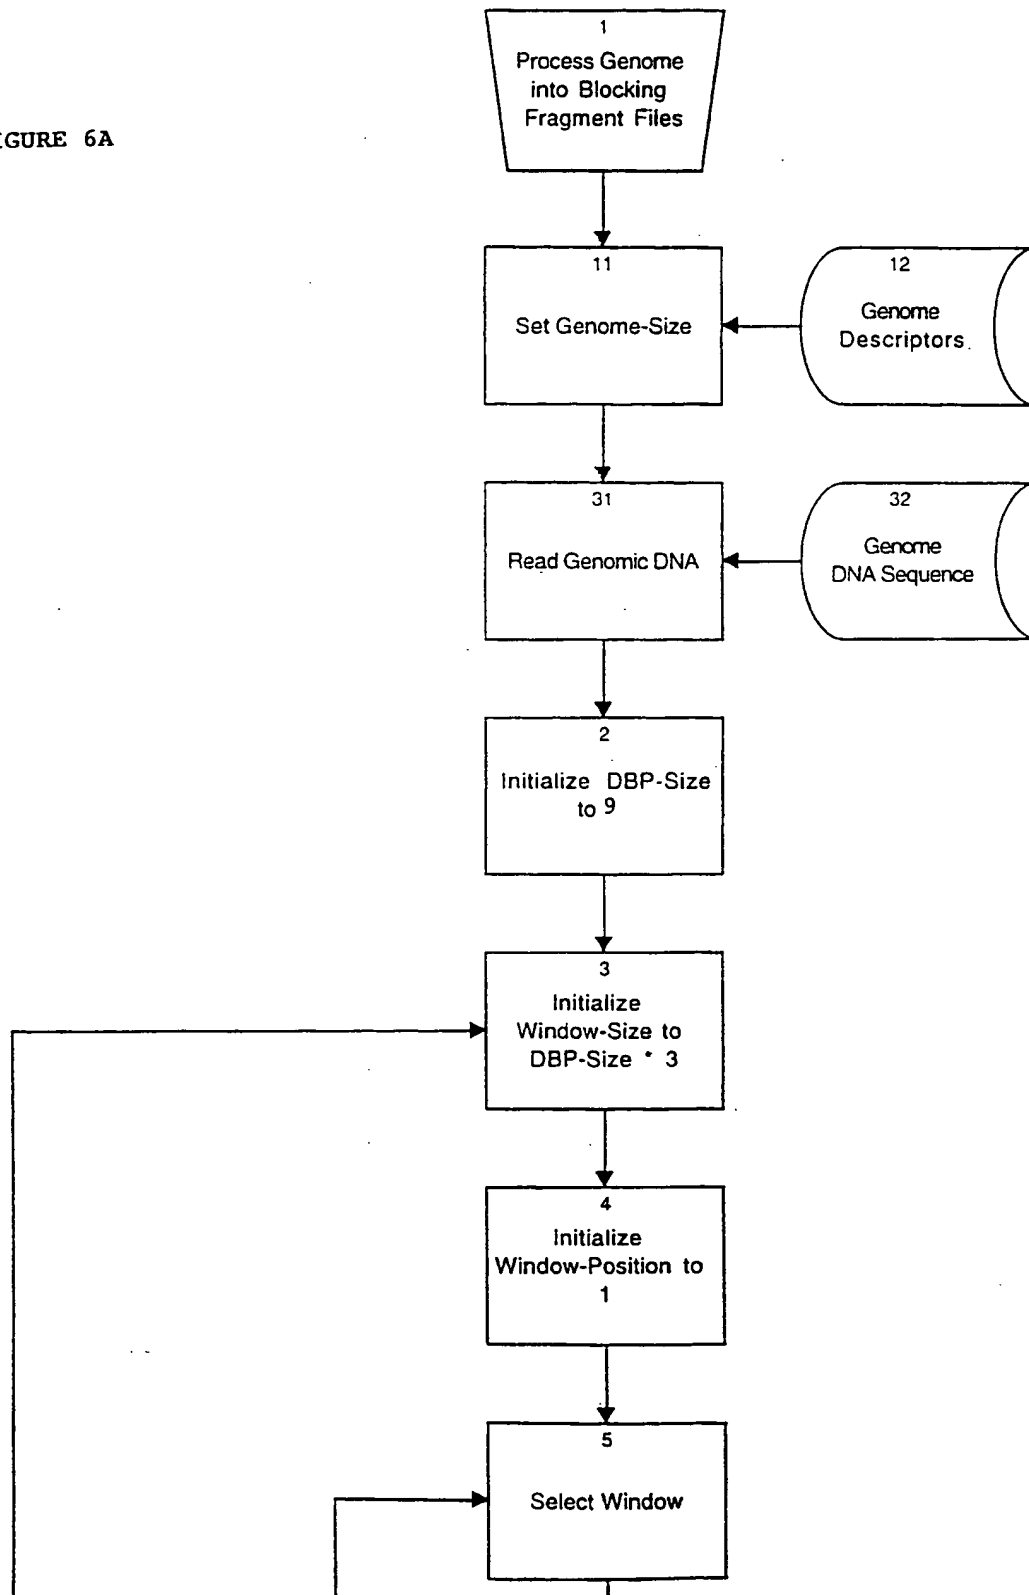 1
Process Genome
into Blocking
Fragment Files
IGURE 6A
11
Set Genome-Size
12
Genome
Descriptors.
31
Read Genomic DNA
32
Genome
DNA Sequence
2
Initialize DBP-Size
to 9
3
Initialize
Window-Size to
DBP-Size * 3
4
Initialize
Window-Position to
1
5
Select Window